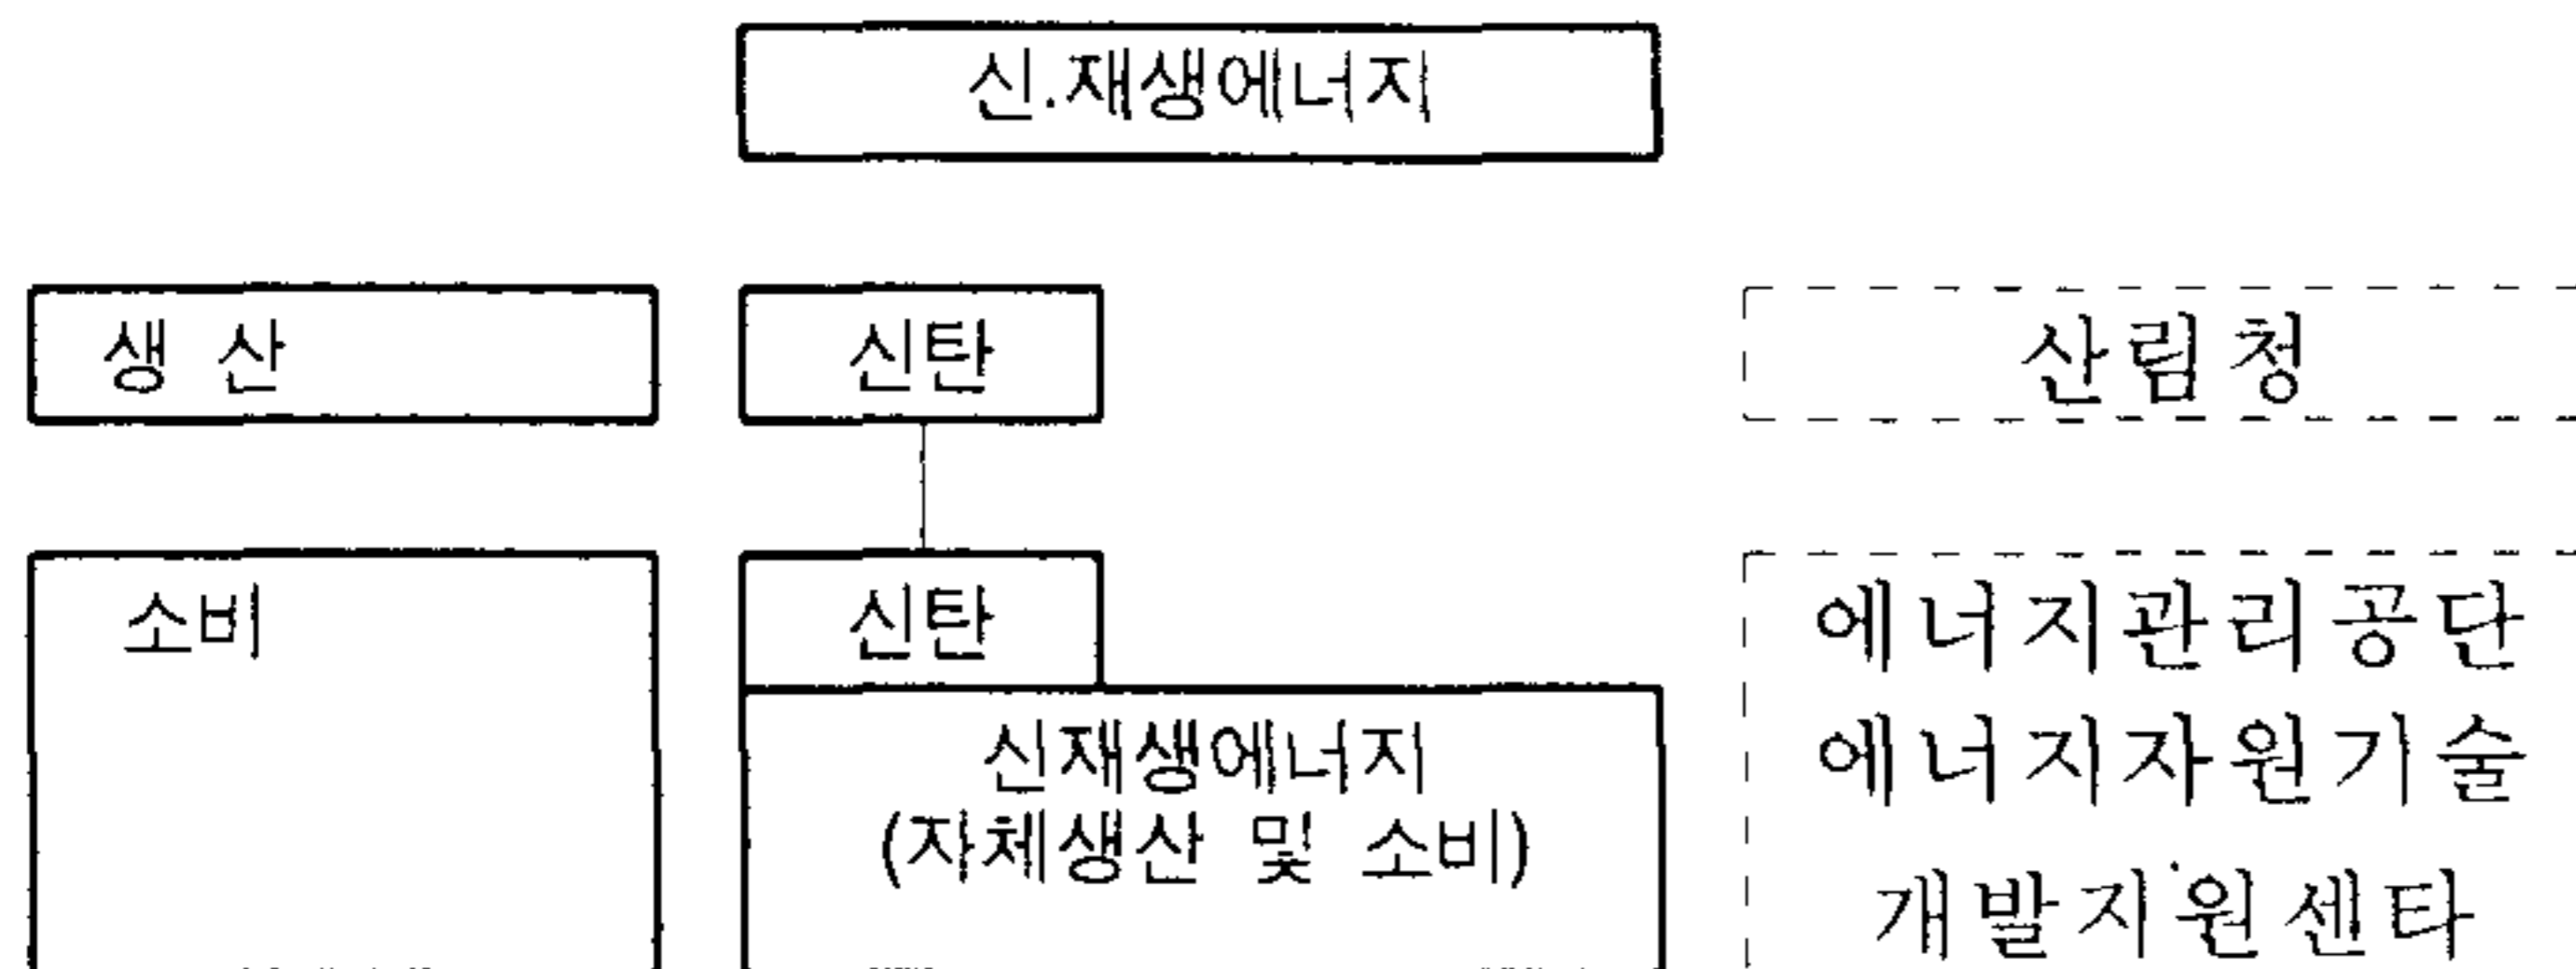 신.재생에너지
생 산
신탄
산림청
소비
신탄
에너지관리공단
신재생에너지
에너지자원기술
(자체생산 및 소비)
개발지원센타